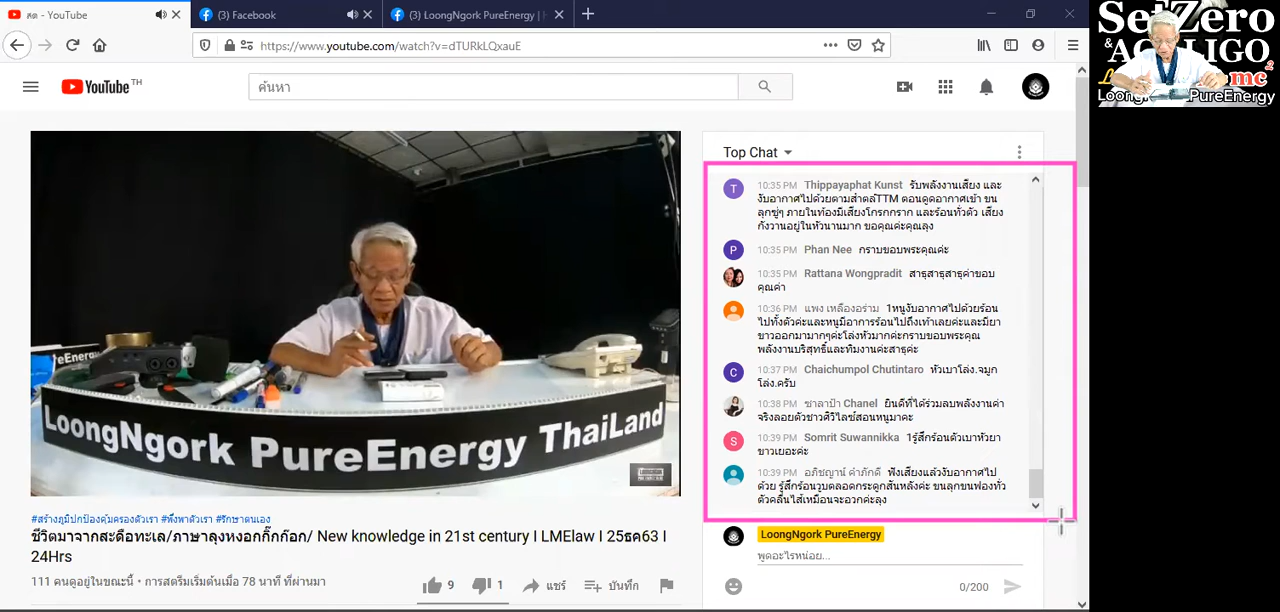 สด - YouTube
(3) Facebook
(3) LoongNgork PureEnergy |
https://www.youtube.com/watch?v=dTURkLQxauE
YouTube TH
ค้นหา
SetZero
&
LIGO
mc²
PureEnergy
Top Chat
10:35 PM Thippayaphat Kunst รับพลังงานเสียง และ
งับอากาศไปด้วยตามสำตส์TTM ตอนดูดอากาศเข้า ขน
ลุกซู่ๆ ภายในท้องมีเสียงโครกกราก และร้อนทั่วตัว เสียง
กังวานอยู่ในหัวนานมาก ขอคุณค่ะคุณลุง
10:35 PM Phan Nee กราบขอบพระคุณค่ะ
10:35 PM Rattana Wongpradit สาธุสาธุสาธุค่าขอบ
คุณค่า
10:36 PM แพง เหลืองอร่าม 1หนูงับอากาศไปด้วยร้อน
ไปทั้งตัวค่ะและหนูมีอาการร้อนไปถึงเท้าเลยค่ะและมียา
ขาวออกมามากๆค่ะโล่งหัวมากค่ะกราบขอบพระคุณ
พลังงานบริสุทธิ์และทีมงานค่ะสาธุค่ะ
10:37 PM Chaichumpol Chutintaro หัวเบาโล่ง.จมูก
โล่ง.ครับ
10:38 PM ซาลาป้า Chanel ยินดีที่ได้ร่วมลบพลังงานค่า
จริงลอยตัวชาวศิวิไลซ์สอนหนูมาคะ
10:39 PM Somrit Suwannikka 1รู้สึกร้อนตัวเบาหัวยา
ขาวเยอะค่ะ
10:39 PM อภิชญาน์ คำภักดี ฟังเสียงแล้วงับอากาศไป
ด้วย รู้สึกร้อนวูบตลอดกระดูกสันหลังค่ะ ขนลุกขนฟองทั่ว
ตัวคลื่นไส้เหมือนจะอวกค่ะลุง
LoongNgork PureEnergy
พูดอะไรหน่อย...
0/200
PureEnergy
LoongNgork PureEnergy ThaiLand
#สร้างภูมิปกป้องคุ้มครองตัวเรา #พึ่งพาตัวเรา #รักษาตนเอง
ชีวิตมาจากสะดือทะเล/ภาษาลุงหงอกกิ๊กก๊อก/ New knowledge in 21st century I LMElaw I 25ธค63 I
24Hrs
111 คนดูอยู่ในขณะนี้ • การสตรีมเริ่มต้นเมื่อ 78 นาที ที่ผ่านมา
9
1
แชร์
บันทึก